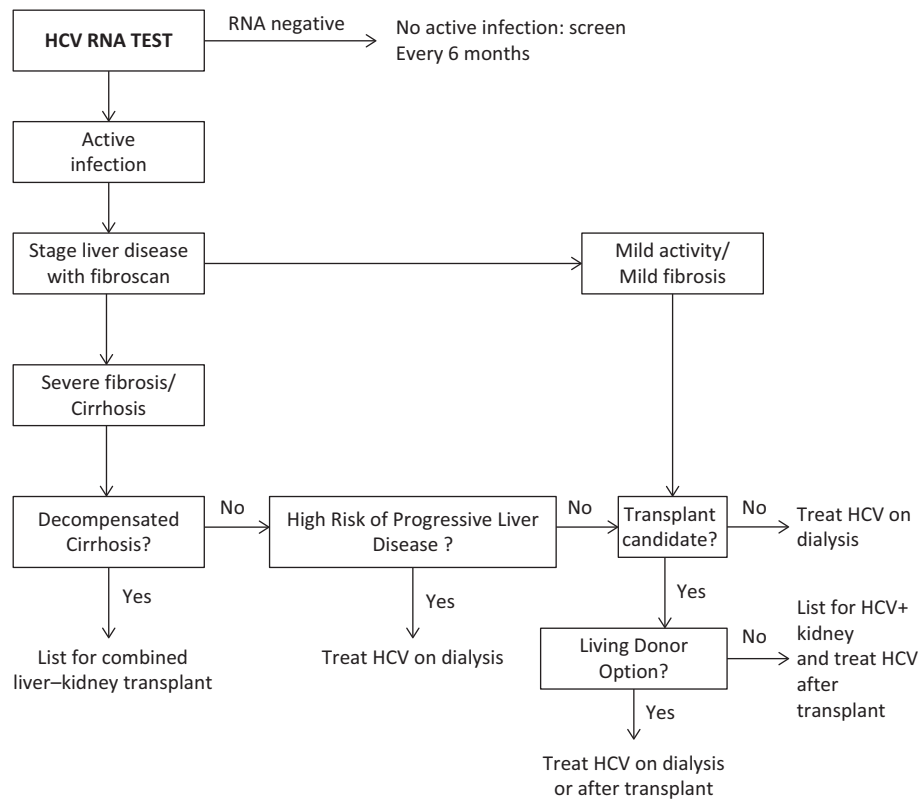 HCV RNA TEST
RNA negative
No active infection: screen
Every 6 months
Active
infection
Stage liver disease
with fibroscan
Mild activity/
Mild fibrosis
Severe fibrosis/
Cirrhosis
Decompensated
Cirrhosis?
No
High Risk of Progressive Liver
Disease ?
No
Transplant
candidate?
No
Treat HCV on
dialysis
Yes
List for combined
liver–kidney transplant
Yes
Treat HCV on dialysis
Yes
Living Donor
Option?
No
List for HCV+
kidney
and treat HCV
after
transplant
Yes
Treat HCV on dialysis
or after transplant